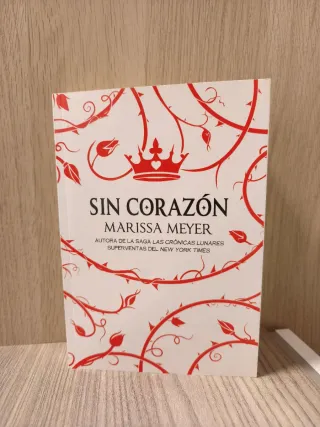 SIN CORAZÓN
MARISSA MEYER
AUTORA DE LA SAGA LAS CRÓNICAS LUNARES
SUPERVENTAS DEL NEW YORK TIMES